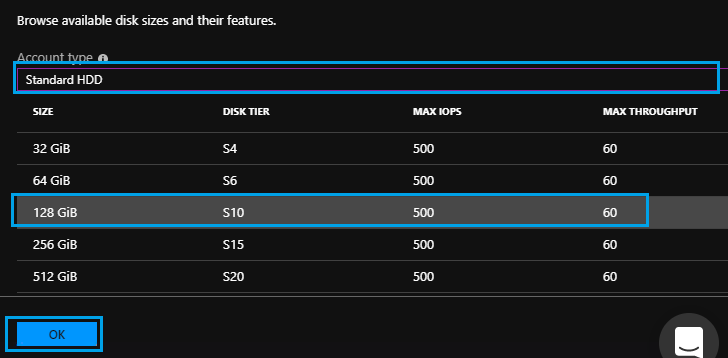 Browse available disk sizes and their features.
Account type
Standard HDD
SIZE DISK TIER MAX IOPS MAX THROUGHPUT
32 GiB S4 500 60
64 GiB S6 500 60
128 GiB S10 500 60
256 GiB S15 500 60
512 GiB S20 500 60
OK